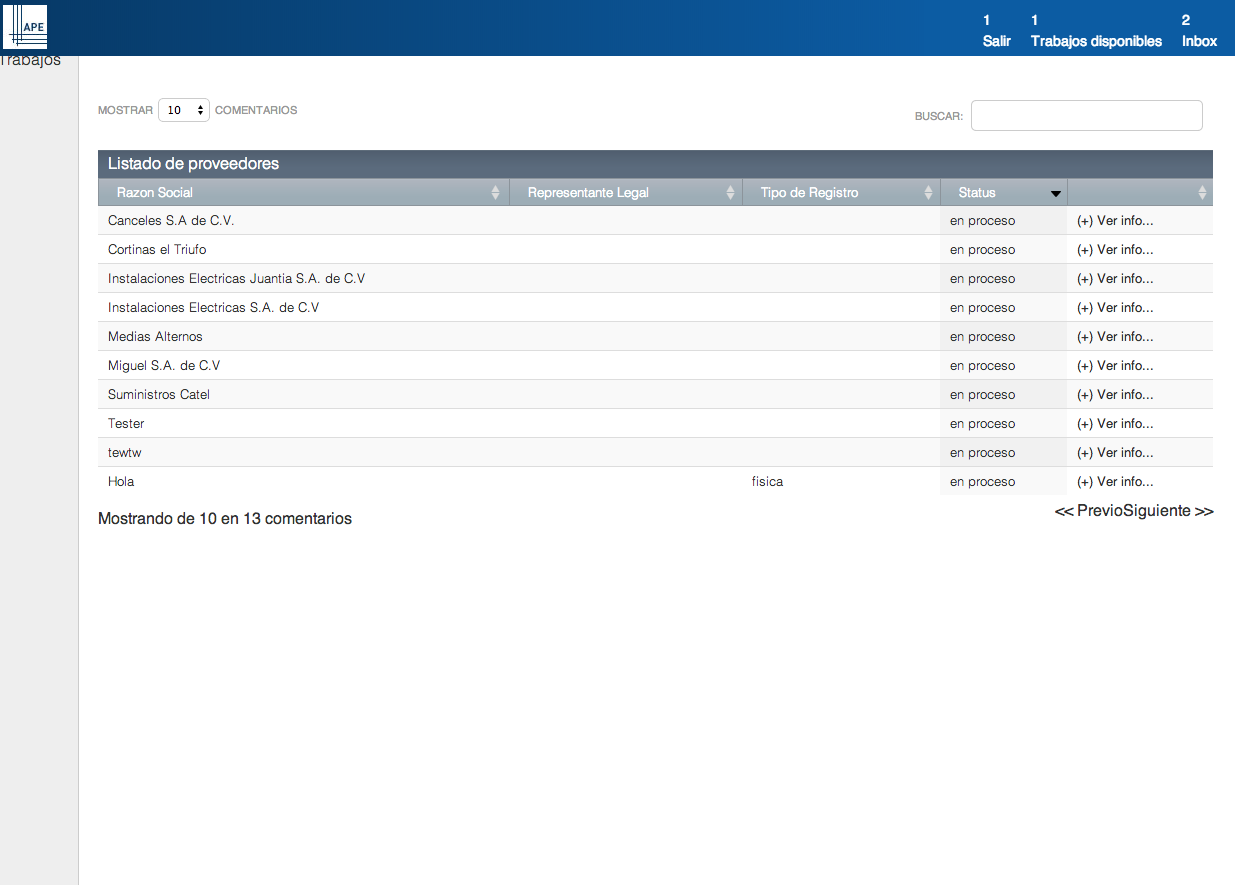 APE
1 1 2
Salir Trabajos disponibles Inbox
Trabajos
MOSTRAR 10 COMENTARIOS
BUSCAR:
Listado de proveedores
Razon Social Representante Legal Tipo de Registro Status
Canceles S.A de C.V. en proceso (+) Ver info...
Cortinas el Triufo en proceso (+) Ver info...
Instalaciones Electricas Juantia S.A. de C.V en proceso (+) Ver info...
Instalaciones Electricas S.A. de C.V en proceso (+) Ver info...
Medias Alternos en proceso (+) Ver info...
Miguel S.A. de C.V en proceso (+) Ver info...
Suministros Catel en proceso (+) Ver info...
Tester en proceso (+) Ver info...
tewtw en proceso (+) Ver info...
Hola fisica en proceso (+) Ver info...
Mostrando de 10 en 13 comentarios << PrevioSiguiente >>